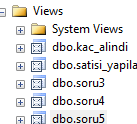 Views
System Views
dbo.kac_alindi
dbo.satisi_yapila
dbo.soru3
dbo.soru4
dbo.soru5